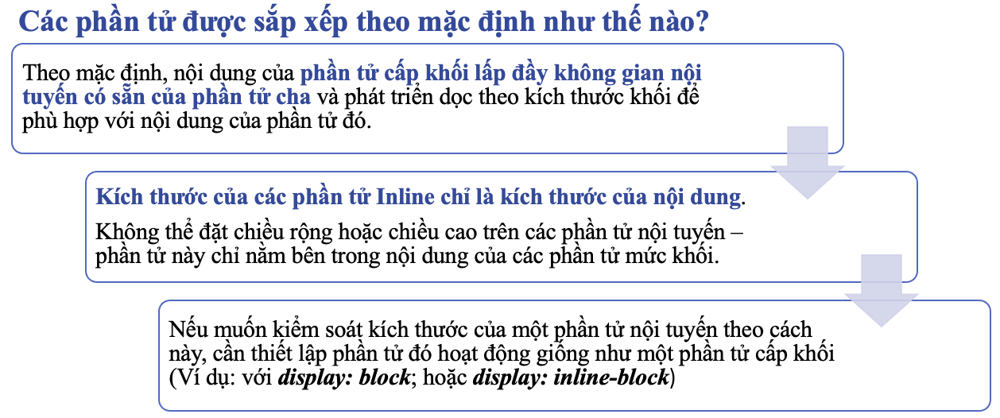 Các phần tử được sắp xếp theo mặc định như thế nào?
Theo mặc định, nội dung của phần tử cấp khối lấp đầy không gian nội
tuyến có sẵn của phần tử cha và phát triển dọc theo kích thước khối để
phù hợp với nội dung của phần tử đó.
Kích thước của các phần tử Inline chỉ là kích thước của nội dung.
Không thể đặt chiều rộng hoặc chiều cao trên các phần tử nội tuyến –
phần tử này chỉ nằm bên trong nội dung của các phần tử mức khối.
Nếu muốn kiểm soát kích thước của một phần tử nội tuyến theo cách
này, cần thiết lập phần tử đó hoạt động giống như một phần tử cấp khối
(Ví dụ: với display: block; hoặc display: inline-block)